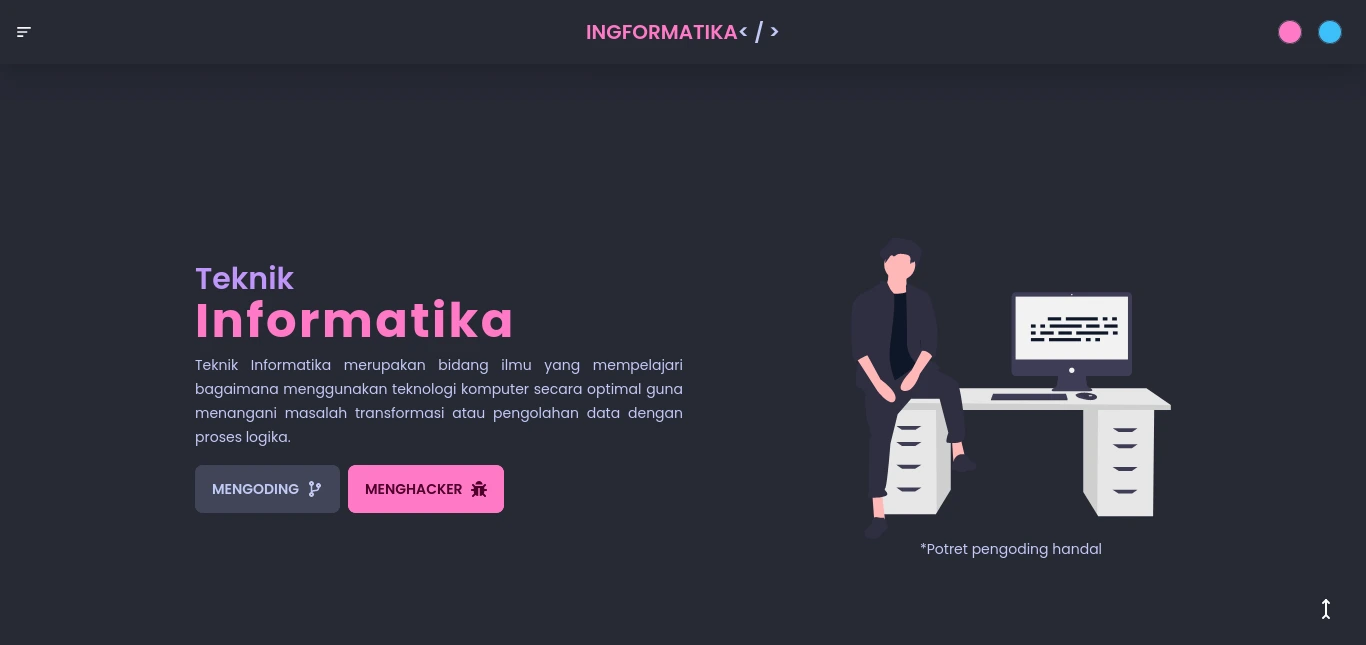 INGFORMATIKA< / >
Teknik
Informatika
Teknik Informatika merupakan bidang ilmu yang mempelajari
bagaimana menggunakan teknologi komputer secara optimal guna
menangani masalah transformasi atau pengolahan data dengan
proses logika.
MENGODING
MENGHACKER
*Potret pengoding handal